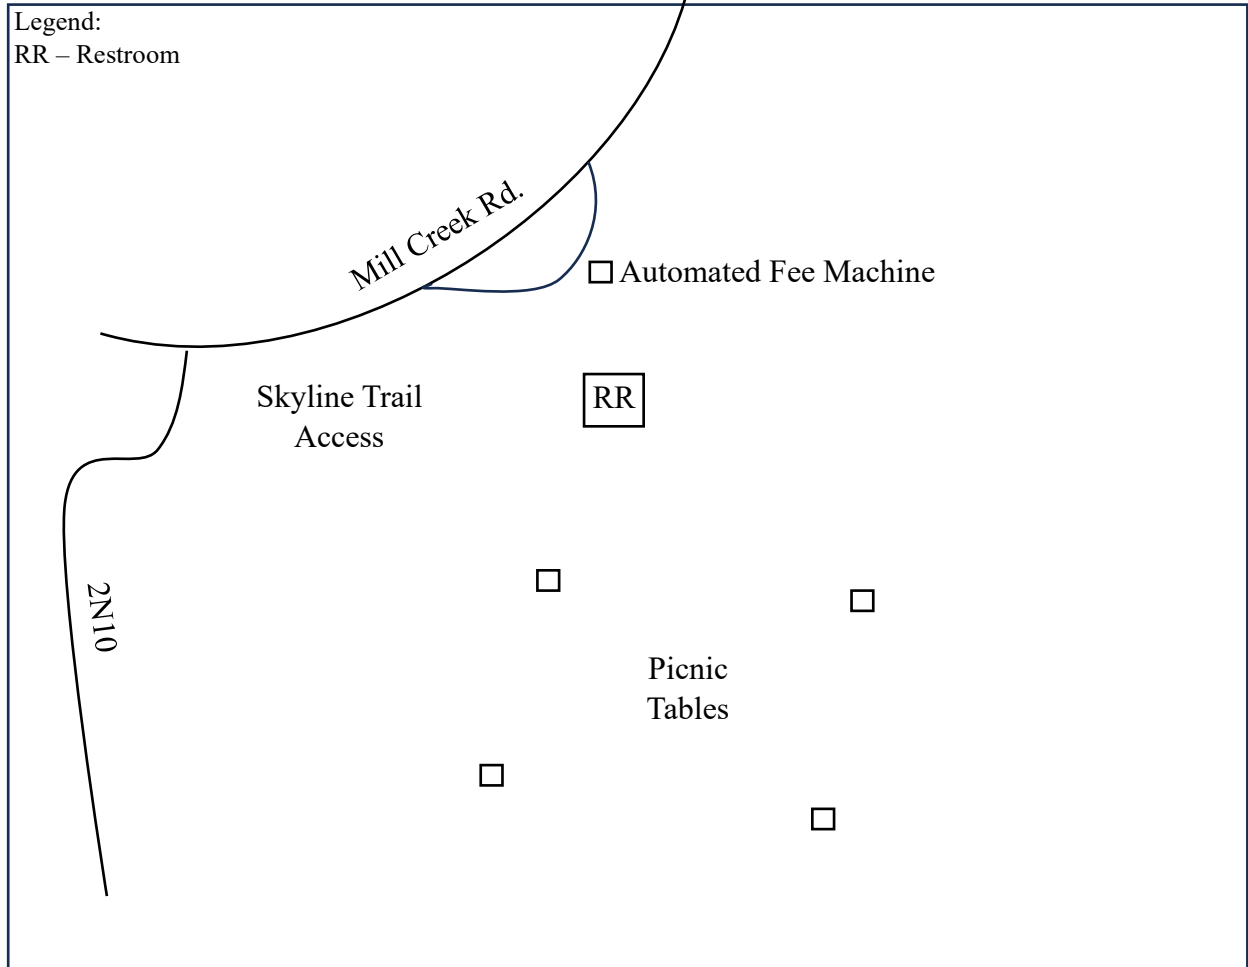 Legend:
RR – Restroom
Mill Creek Rd.
Automated Fee Machine
Skyline Trail
Access
RR
2N10
Picnic
Tables